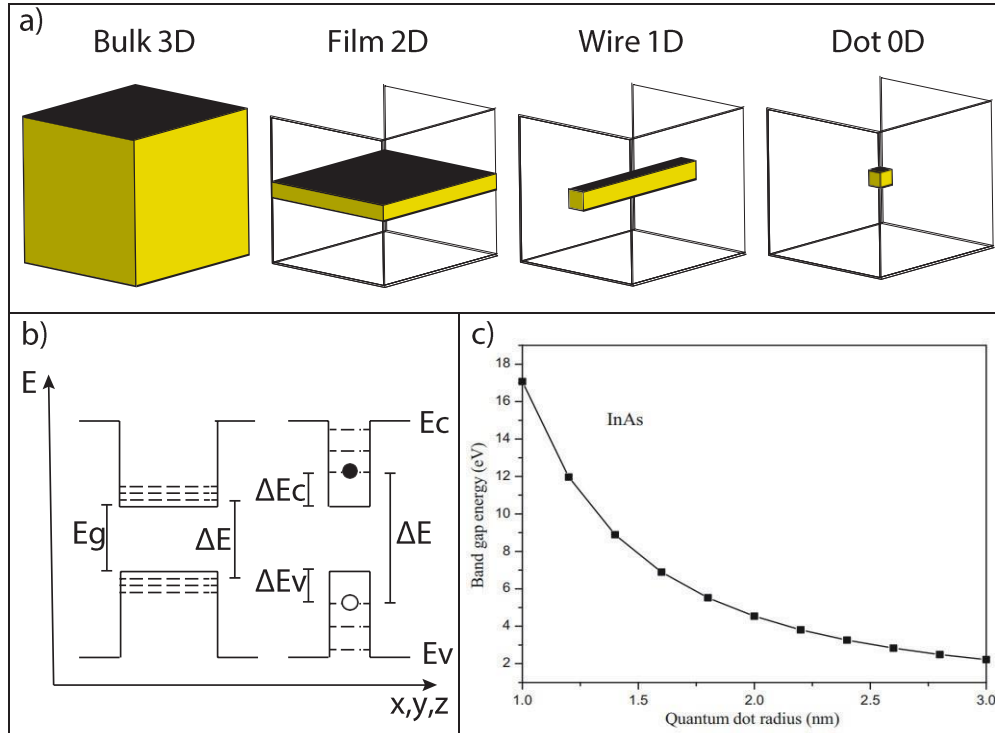 a)
Bulk 3D
Film 2D
Wire 1D
Dot 0D
b)
E
Ec
ΔEc
Eg
ΔE
ΔE
ΔEv
Ev
x,y,z
c)
InAs
Band gap energy (eV)
18
16
14
12
10
8
6
4
2
1.0
1.5
2.0
2.5
3.0
Quantum dot radius (nm)